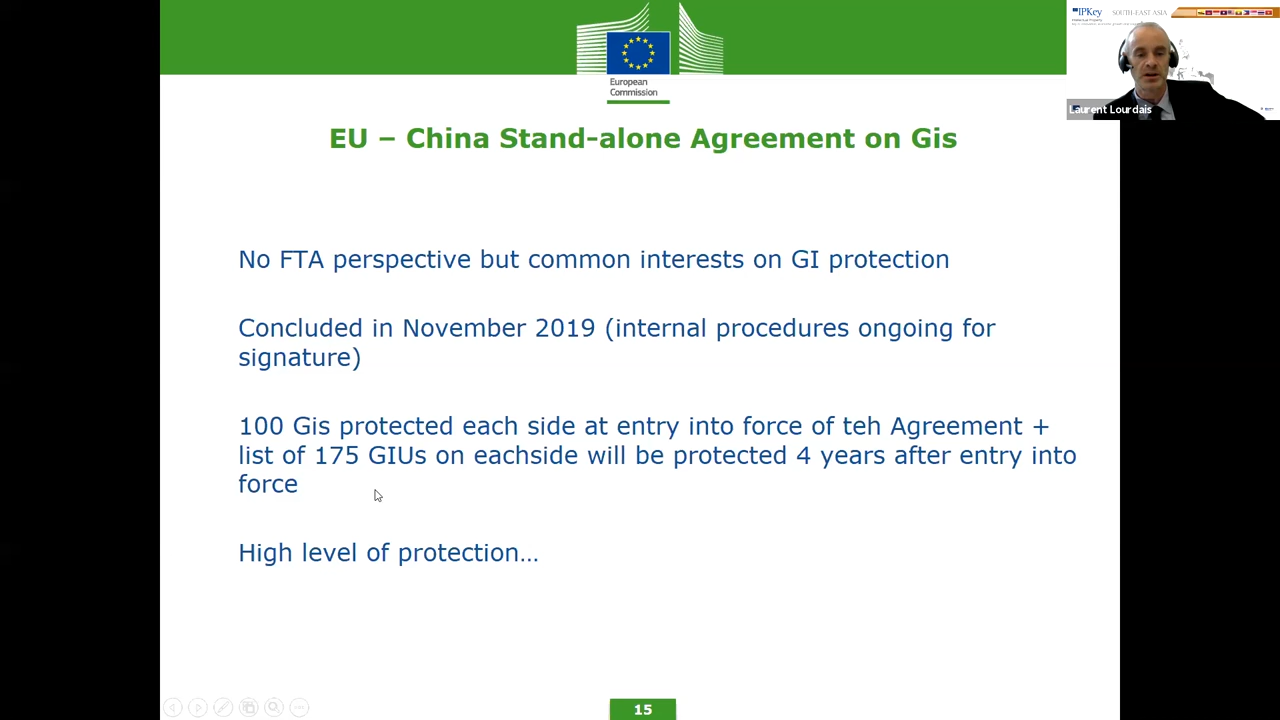 European
Commission
IPKey SOUTH-EAST ASIA
Laurent Lourdais
EU – China Stand-alone Agreement on Gis
No FTA perspective but common interests on GI protection
Concluded in November 2019 (internal procedures ongoing for
signature)
100 Gis protected each side at entry into force of teh Agreement +
list of 175 GIUs on eachside will be protected 4 years after entry into
force
High level of protection…
15